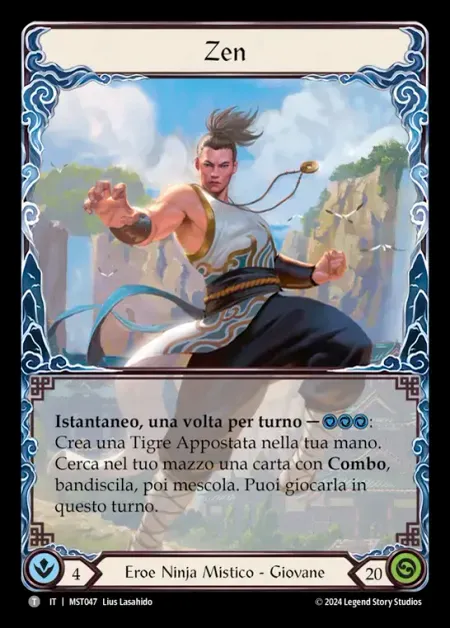 Zen
Istantaneo, una volta per turno — :
Crea una Tigre Appostata nella tua mano.
Cerca nel tuo mazzo una carta con Combo,
bandiscila, poi mescola. Puoi giocarla in
questo turno.
4
Eroe Ninja Mistico - Giovane
20
T | IT | MST047 Lius Lasahido
© 2024 Legend Story Studios